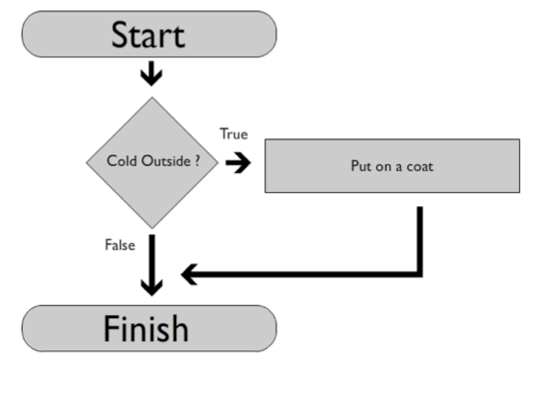 Start
True
Cold Outside ?
Put on a coat
False
Finish